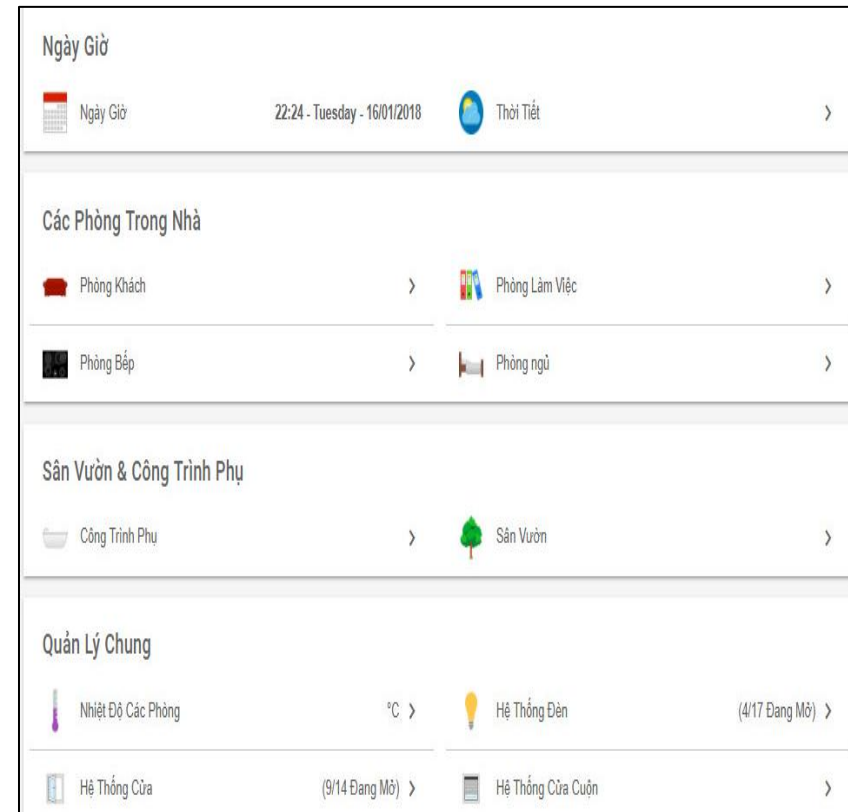 Ngày Giờ
Ngày Giờ 22:24 - Tuesday - 16/01/2018 Thời Tiết
Các Phòng Trong Nhà
Phòng Khách Phòng Làm Việc
Phòng Bếp Phòng ngủ
Sân Vườn & Công Trình Phụ
Công Trình Phụ Sân Vườn
Quản Lý Chung
Nhiệt Độ Các Phòng °C Hệ Thống Đèn (4/17 Đang Mở)
Hệ Thống Cửa (9/14 Đang Mở) Hệ Thống Cửa Cuộn